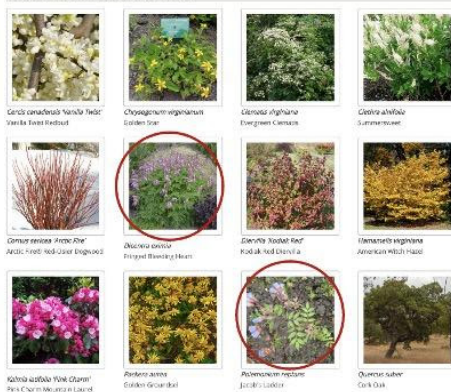 Cercis canadensis 'Vanilla Twist'
Vanilla Twist Redbud
Chrysogonum virginianum
Golden Star
Clematis virginiana
Evergreen Clematis
Clethra alnifolia
Summersweet
Cornus sericea 'Arctic Fire'
Arctic Fire® Red-Osier Dogwood
Dicentra eximia
Fringed Bleeding Heart
Diervilla 'Kodiak Red'
Kodiak Red Diervilla
Hamamelis virginiana
American Witch Hazel
Kalmia latifolia 'Pink Charm'
Pink Charm Mountain Laurel
Packera aurea
Golden Groundsel
Polemonium reptans
Jacob's Ladder
Quercus suber
Cork Oak